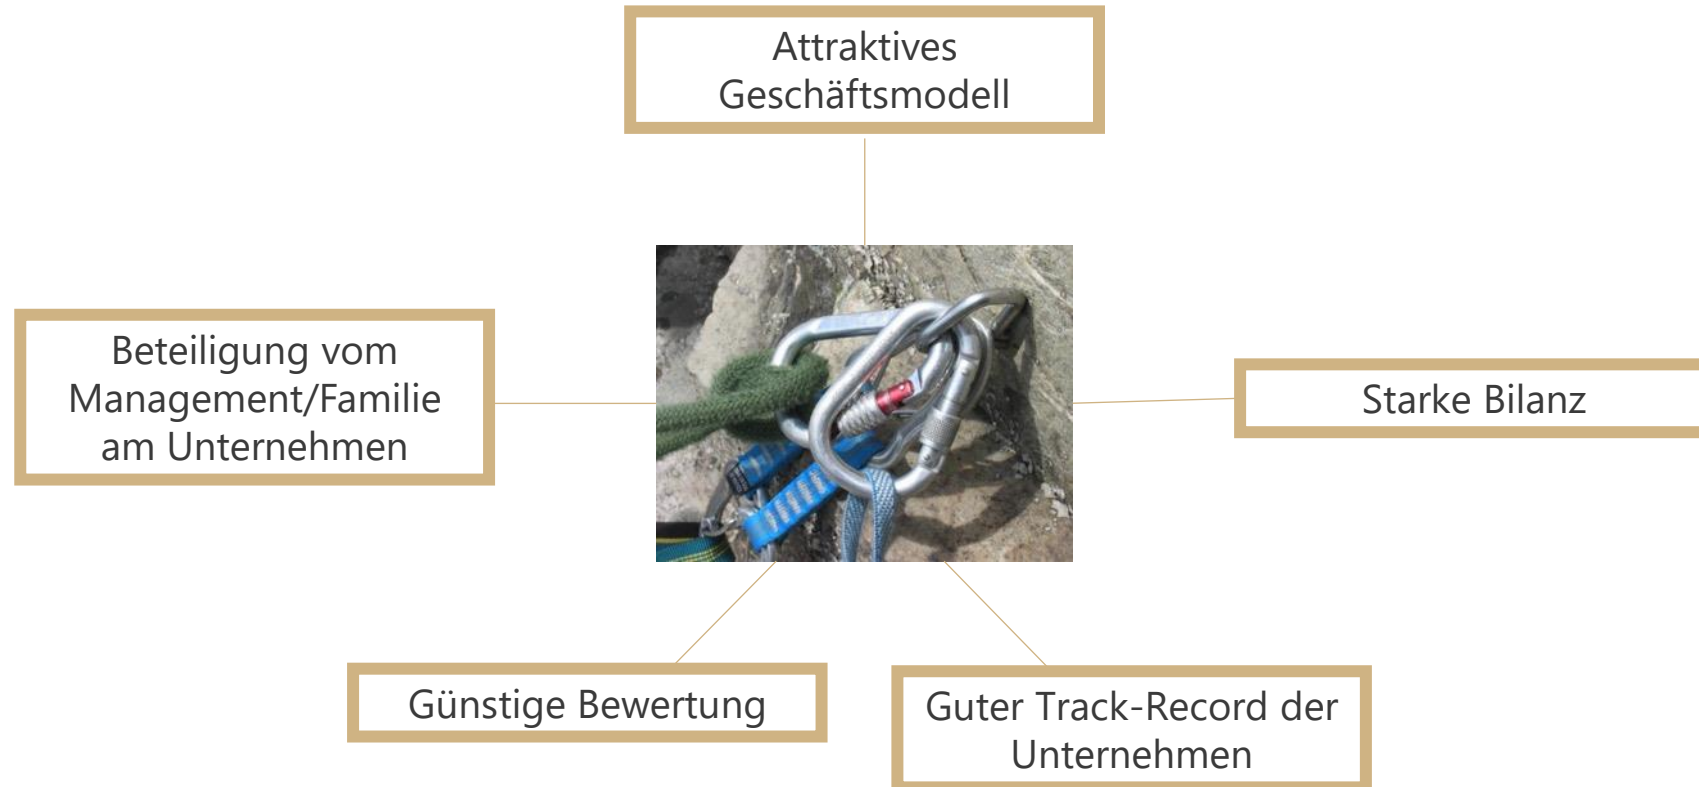 Attraktives
Geschäftsmodell
Beteiligung vom
Management/Familie
am Unternehmen
Starke Bilanz
Günstige Bewertung
Guter Track-Record der
Unternehmen